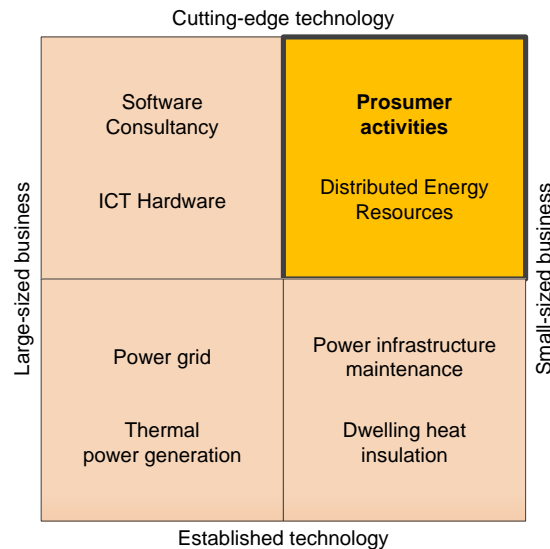 Cutting-edge technology
Software
Consultancy
ICT Hardware
Prosumer
activities
Distributed Energy
Resources
Large-sized business
Small-sized business
Power grid
Thermal
power generation
Power infrastructure
maintenance
Dwelling heat
insulation
Established technology